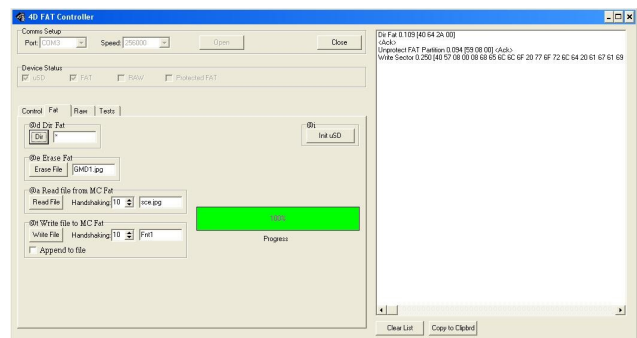 4D FAT Controller
Comms Setup
Port: COM3 Speed: 256000 Open Close
Device Status
uSD FAT RAW Protected FAT
Control Fat Raw Tests
@d Dir Fat
Dir *
@i
Init uSD
@e Erase Fat
Erase File GMD1.jpg
@a Read file from MC Fat
Read File Handshaking: 10 sce.jpg
@t Write file to MC Fat
Write File Handshaking: 10 Fnt1
Append to file
100%
Progress
Dir Fat 0.109 [40 64 2A 00]
<Ack>
Unprotect FAT Partition 0.094 [59 08 00] <Ack>
Write Sector 0.250 [40 57 08 00 08 68 65 6C 6C 6F 20 77 6F 72 6C 64 20 61 67 61 69
Clear List Copy to Clipbrd